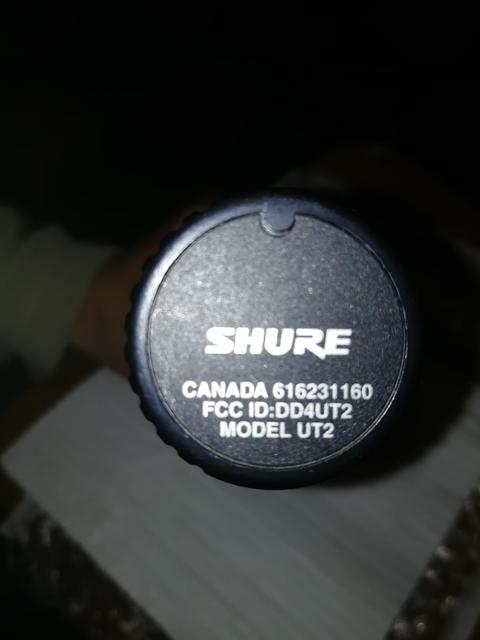 SHURE
CANADA 616231160
FCC ID:DD4UT2
MODEL UT2